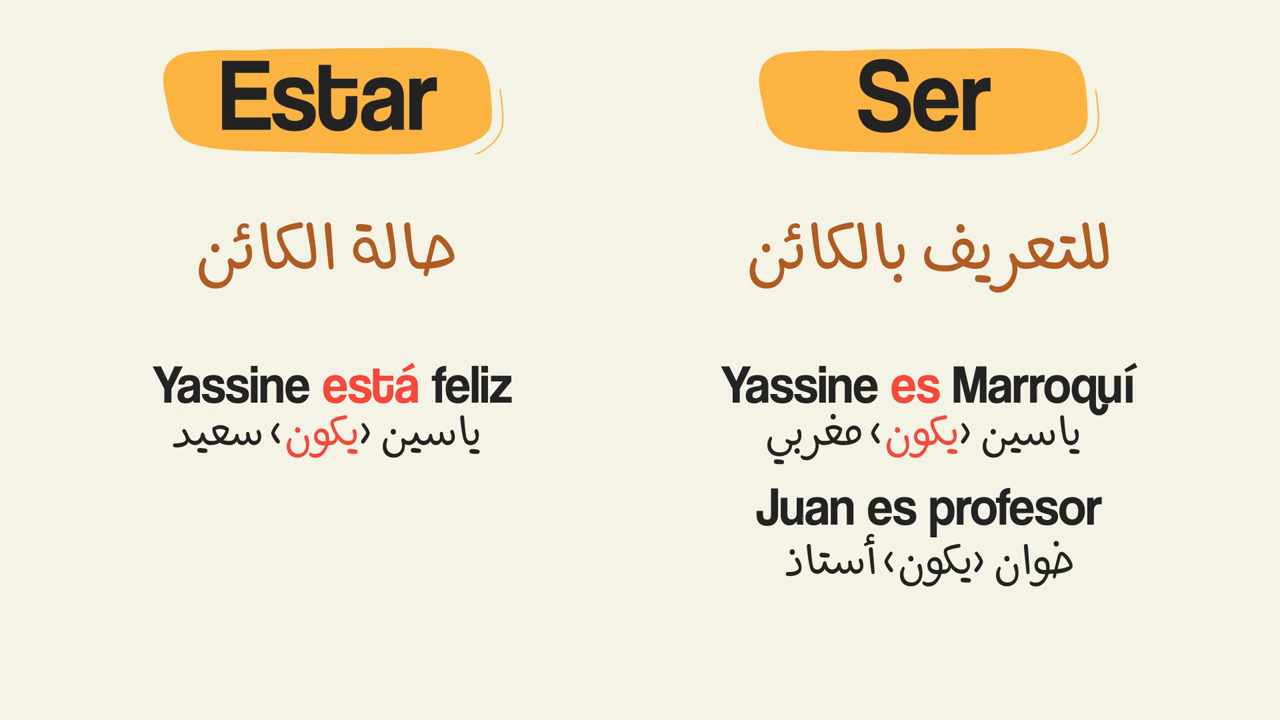 Estar
حالة الكائن
Yassine está feliz
ياسين ‹يكون› سعيد
Ser
للتعريف بالكائن
Yassine es Marroquí
ياسين ‹يكون› مغربي
Juan es profesor
خوان ‹يكون› أستاذ